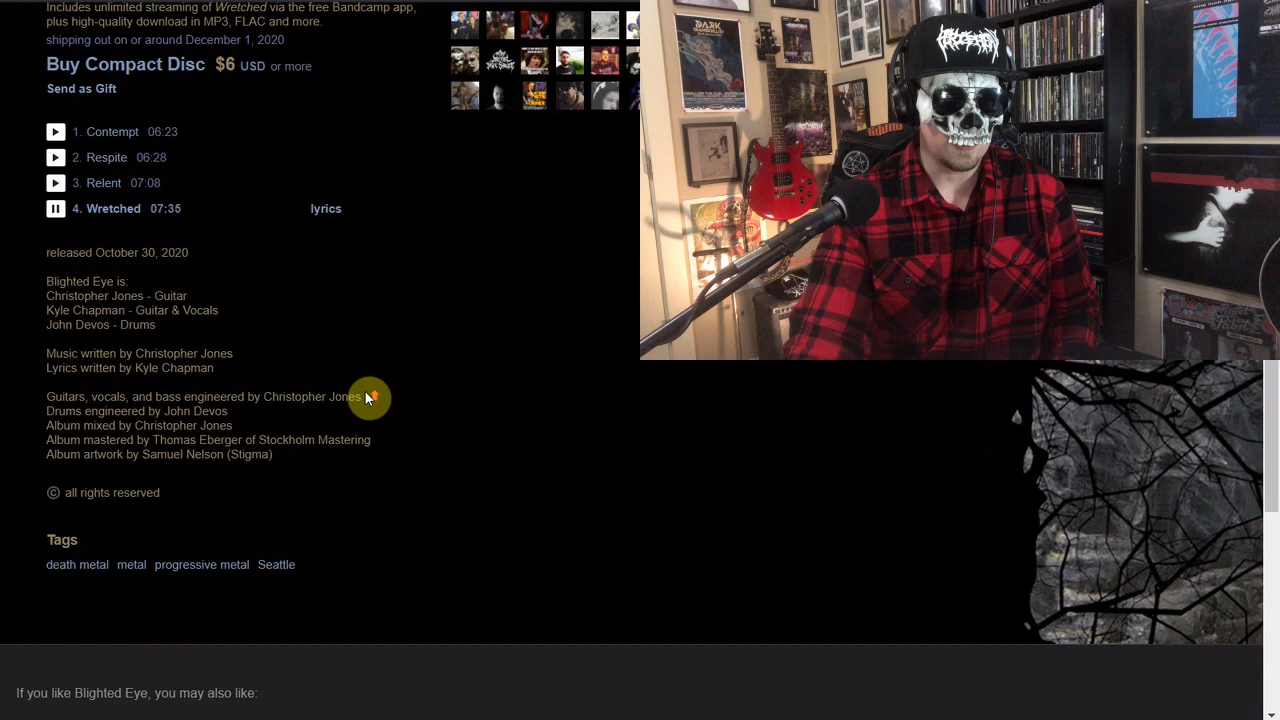 Includes unlimited streaming of Wretched via the free Bandcamp app,
plus high-quality download in MP3, FLAC and more.
shipping out on or around December 1, 2020
Buy Compact Disc $6 USD or more
Send as Gift
1. Contempt 06:23
2. Respite 06:28
3. Relent 07:08
4. Wretched 07:35 lyrics
released October 30, 2020
Blighted Eye is:
Christopher Jones - Guitar
Kyle Chapman - Guitar & Vocals
John Devos - Drums
Music written by Christopher Jones
Lyrics written by Kyle Chapman
Guitars, vocals, and bass engineered by Christopher Jones
Drums engineered by John Devos
Album mixed by Christopher Jones
Album mastered by Thomas Eberger of Stockholm Mastering
Album artwork by Samuel Nelson (Stigma)
© all rights reserved
Tags
death metal metal progressive metal Seattle
If you like Blighted Eye, you may also like:
DARK
TRANQUILLITY
nine inch nails